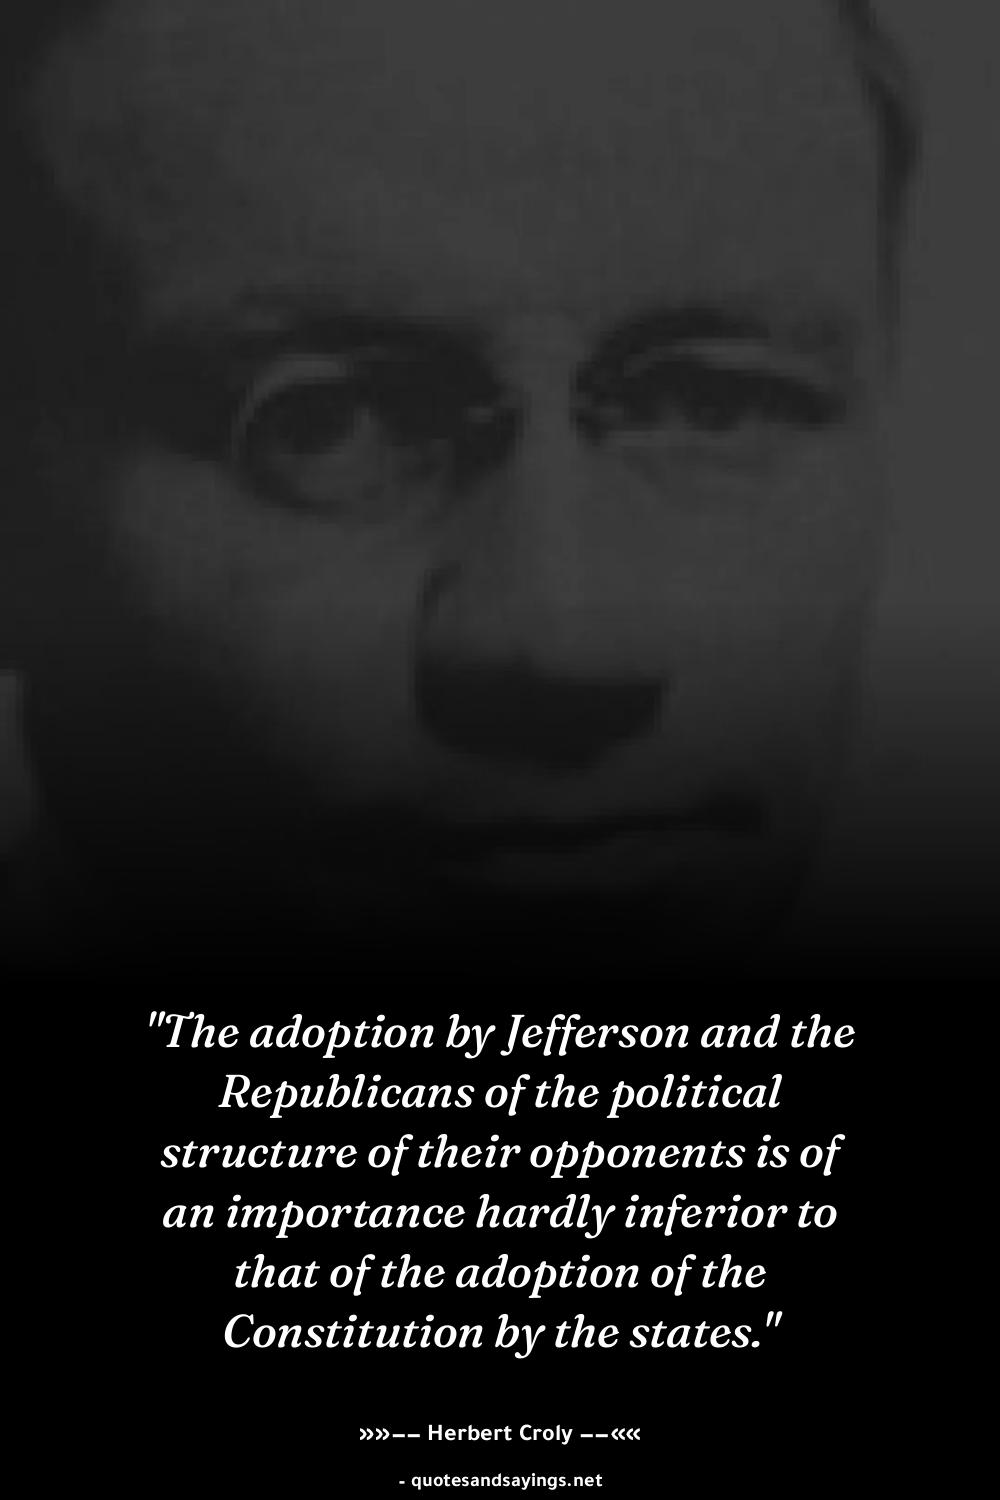 "The adoption by Jefferson and the
Republicans of the political
structure of their opponents is of
an importance hardly inferior to
that of the adoption of the
Constitution by the states."
»»−− Herbert Croly −−««
- quotesandsayings.net